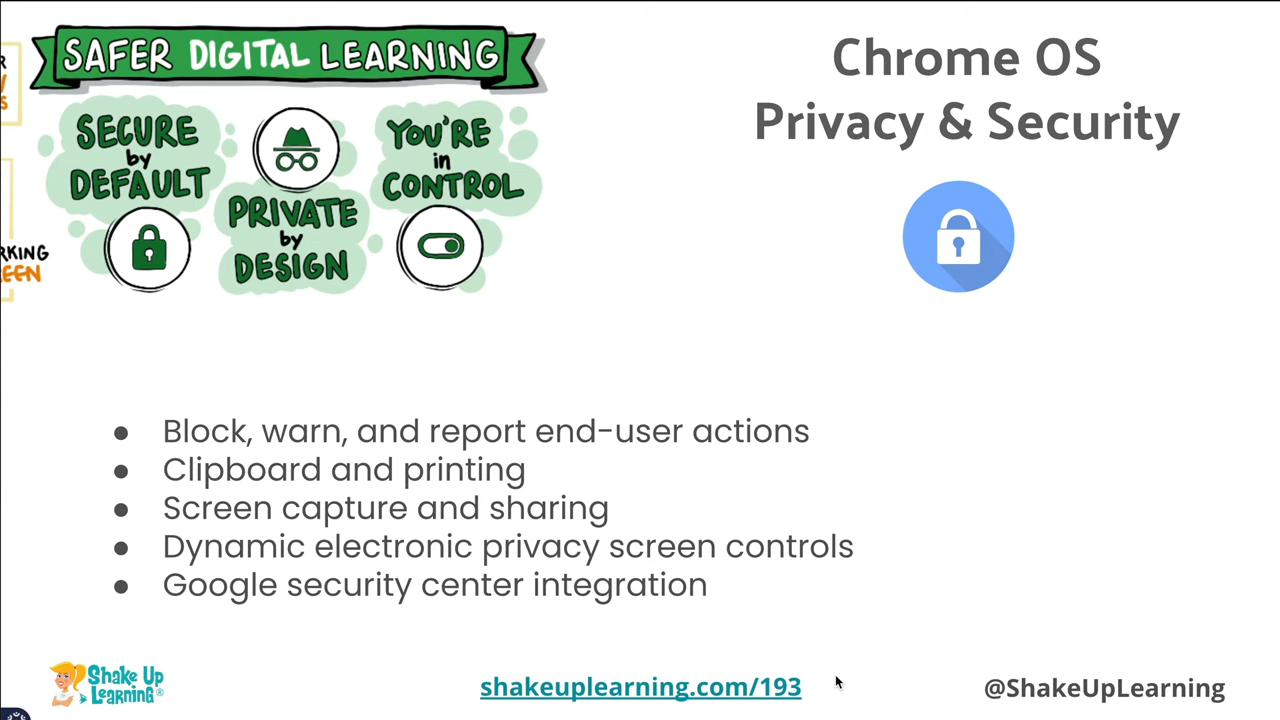 SAFER DIGITAL LEARNING
SECURE
by
DEFAULT
PRIVATE
by
DESIGN
YOU'RE
in
CONTROL
Chrome OS
Privacy & Security
Block, warn, and report end-user actions
Clipboard and printing
Screen capture and sharing
Dynamic electronic privacy screen controls
Google security center integration
Shake Up
Learning®
shakeuplearning.com/193
@ShakeUpLearning